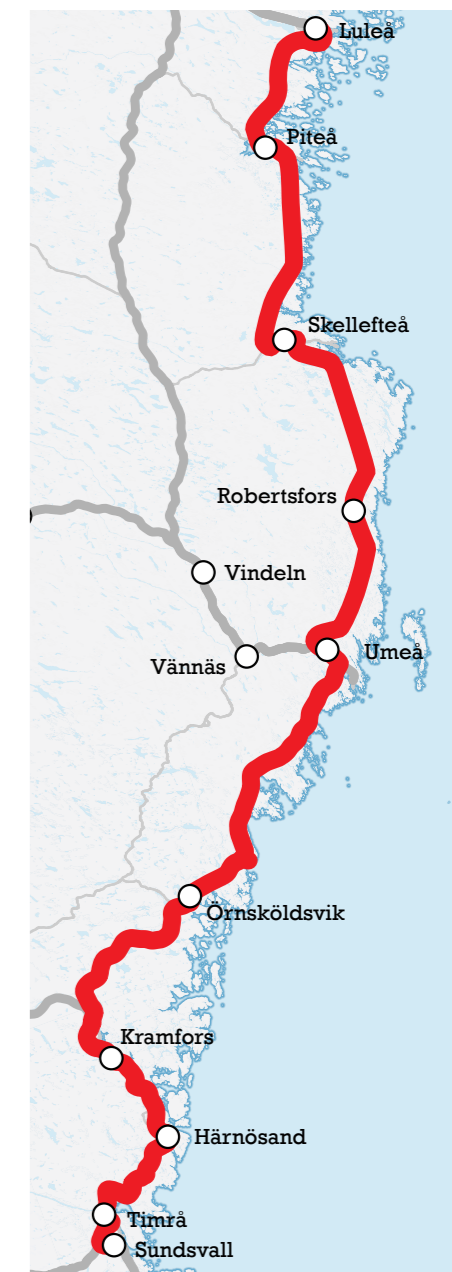 Luleå
Piteå
Skellefteå
Robertsfors
Vindeln
Umeå
Vännäs
Örnsköldsvik
Kramfors
Härnösand
Timrå
Sundsvall